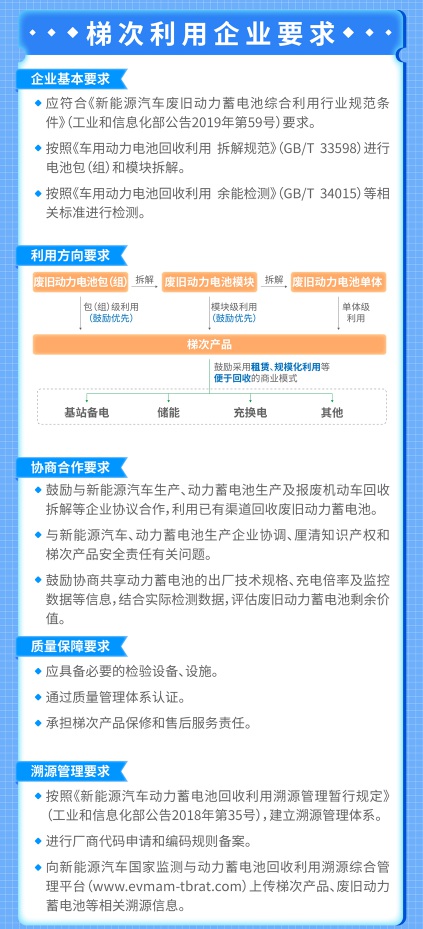 梯次利用企业要求
企业基本要求
应符合《新能源汽车废旧动力蓄电池综合利用行业规范条
件》（工业和信息化部公告2019年第59号）要求。
按照《车用动力电池回收利用 拆解规范》（GB/T 33598）进行
电池包（组）和模块拆解。
按照《车用动力电池回收利用 余能检测》（GB/T 34015）等相
关标准进行检测。
利用方向要求
废旧动力电池包（组） 拆解 废旧动力电池模块 拆解 废旧动力电池单体
包（组）级利用 模块级利用 单体级
（鼓励优先） （鼓励优先） 利用
梯次产品
鼓励采用租赁、规模化利用等
便于回收的商业模式
基站备电 储能 充换电 其他
协商合作要求
鼓励与新能源汽车生产、动力蓄电池生产及报废机动车回收
拆解等企业协议合作，利用已有渠道回收废旧动力蓄电池。
与新能源汽车、动力蓄电池生产企业协调、厘清知识产权和
梯次产品安全责任有关问题。
鼓励协商共享动力蓄电池的出厂技术规格、充电倍率及监控
数据等信息，结合实际检测数据，评估废旧动力蓄电池剩余价
值。
质量保障要求
应具备必要的检验设备、设施。
通过质量管理体系认证。
承担梯次产品保修和售后服务责任。
溯源管理要求
按照《新能源汽车动力蓄电池回收利用溯源管理暂行规定》
（工业和信息化部公告2018年第35号），建立溯源管理体系。
进行厂商代码申请和编码规则备案。
向新能源汽车国家监测与动力蓄电池回收利用溯源综合管
理平台（www.evmam-tbrat.com）上传梯次产品、废旧动力
蓄电池等相关溯源信息。